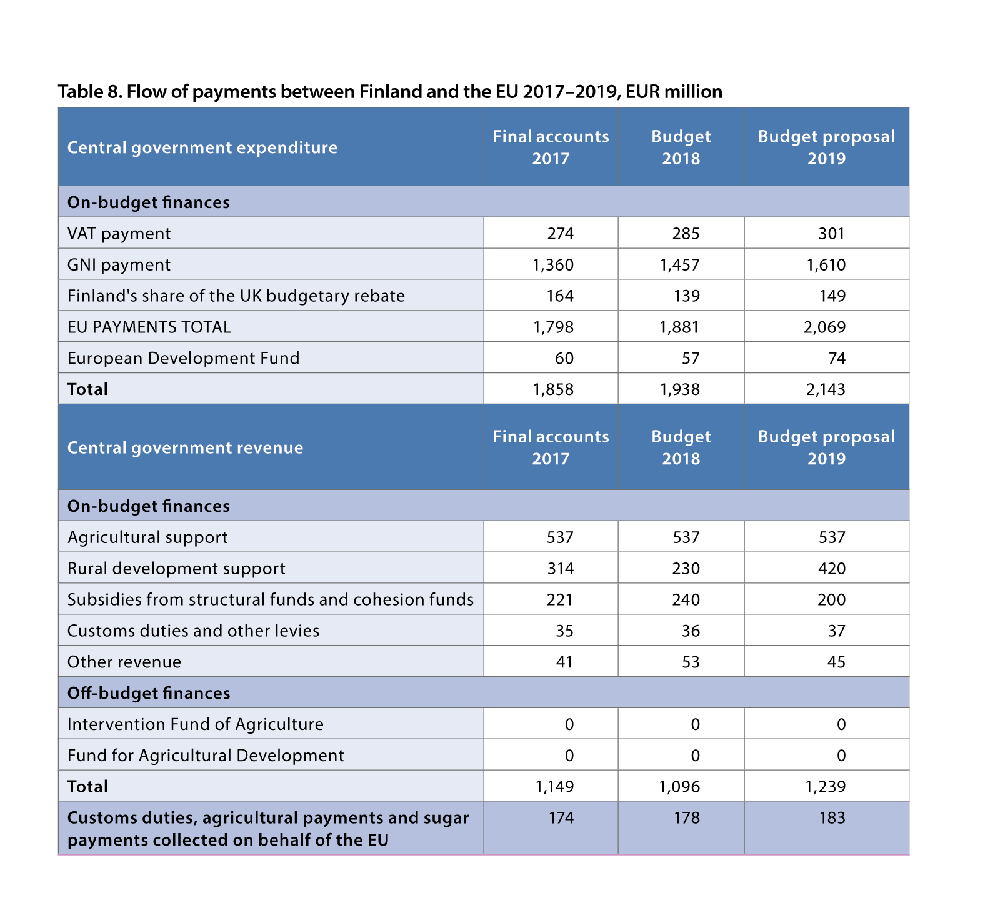 Table 8. Flow of payments between Finland and the EU 2017–2019, EUR million
Central government expenditure Final accounts 2017 Budget 2018 Budget proposal 2019
On-budget finances
VAT payment 274 285 301
GNI payment 1,360 1,457 1,610
Finland's share of the UK budgetary rebate 164 139 149
EU PAYMENTS TOTAL 1,798 1,881 2,069
European Development Fund 60 57 74
Total 1,858 1,938 2,143
Central government revenue Final accounts 2017 Budget 2018 Budget proposal 2019
On-budget finances
Agricultural support 537 537 537
Rural development support 314 230 420
Subsidies from structural funds and cohesion funds 221 240 200
Customs duties and other levies 35 36 37
Other revenue 41 53 45
Off-budget finances
Intervention Fund of Agriculture 0 0 0
Fund for Agricultural Development 0 0 0
Total 1,149 1,096 1,239
Customs duties, agricultural payments and sugar 174 178 183
payments collected on behalf of the EU